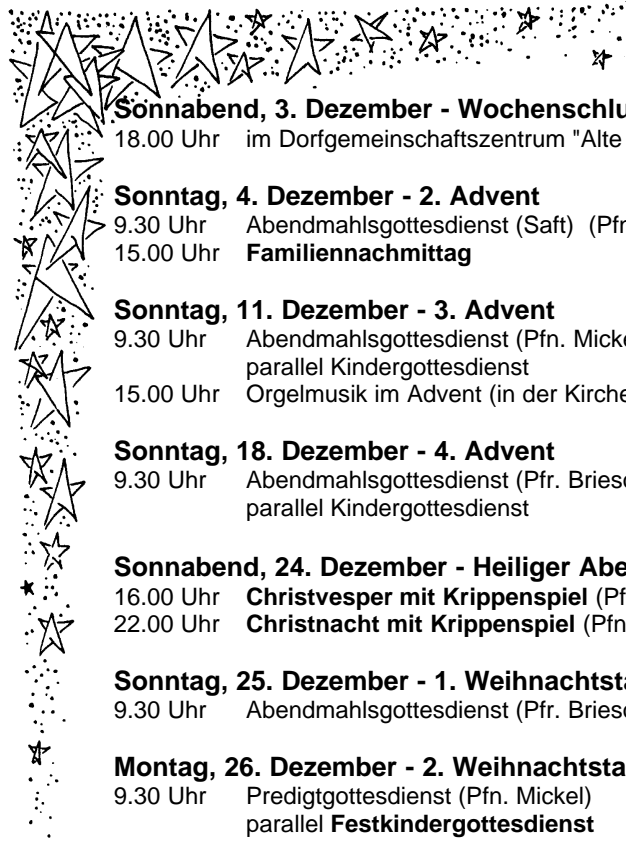 Sonnabend, 3. Dezember - Wochenschlu
18.00 Uhr im Dorfgemeinschaftszentrum "Alte
Sonntag, 4. Dezember - 2. Advent
9.30 Uhr Abendmahlsgottesdienst (Saft) (Pfn
15.00 Uhr Familiennachmittag
Sonntag, 11. Dezember - 3. Advent
9.30 Uhr Abendmahlsgottesdienst (Pfn. Micke
parallel Kindergottesdienst
15.00 Uhr Orgelmusik im Advent (in der Kirche
Sonntag, 18. Dezember - 4. Advent
9.30 Uhr Abendmahlsgottesdienst (Pfr. Briesc
parallel Kindergottesdienst
Sonnabend, 24. Dezember - Heiliger Abe
16.00 Uhr Christvesper mit Krippenspiel (Pf
22.00 Uhr Christnacht mit Krippenspiel (Pfn
Sonntag, 25. Dezember - 1. Weihnachtsta
9.30 Uhr Abendmahlsgottesdienst (Pfr. Briesc
Montag, 26. Dezember - 2. Weihnachtsta
9.30 Uhr Predigtgottesdienst (Pfn. Mickel)
parallel Festkindergottesdienst